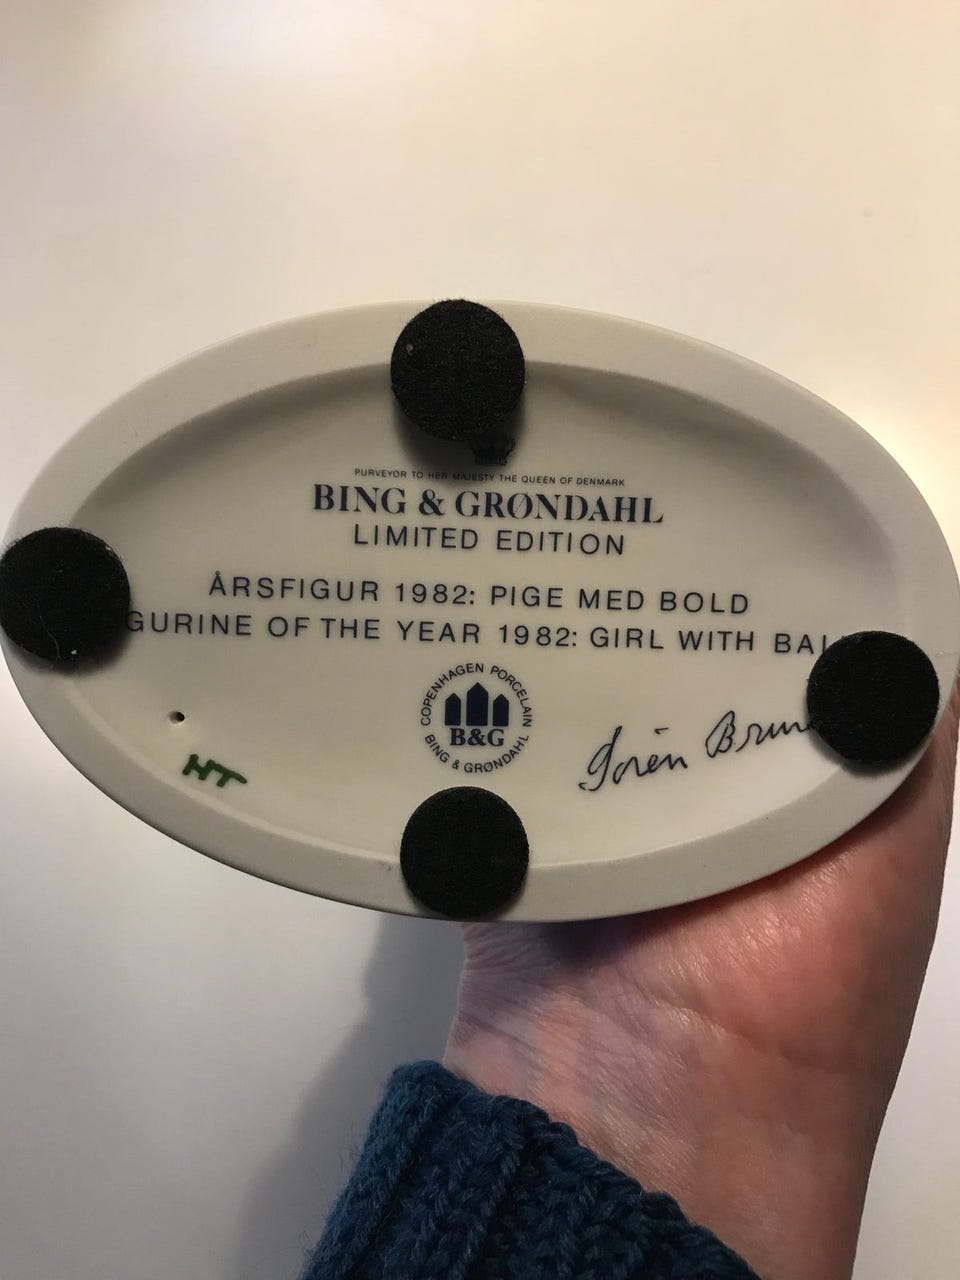 PURVEYOR TO HER MAJESTY THE QUEEN OF DENMARK
BING & GRØNDAHL
LIMITED EDITION
ÅRSFIGUR 1982: PIGE MED BOLD
GURINE OF THE YEAR 1982: GIRL WITH BAL
COPENHAGEN PORCELAIN
B&G
BING & GRØNDAHL
HT